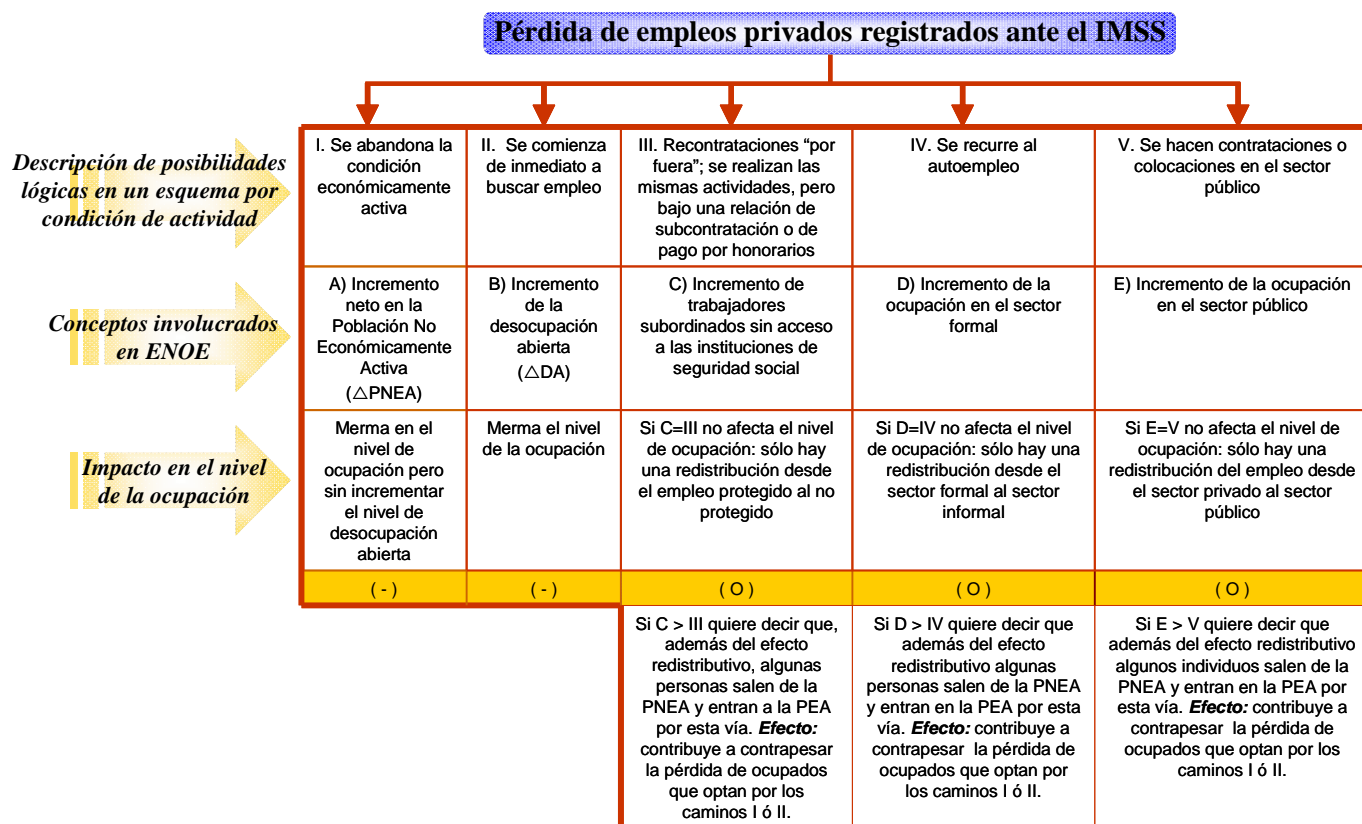 Pérdida de empleos privados registrados ante el IMSS
Descripción de posibilidades
lógicas en un esquema por
condición de actividad
I. Se abandona la
condición
económicamente
activa
II. Se comienza
de inmediato a
buscar empleo
III. Recontrataciones “por
fuera”; se realizan las
mismas actividades, pero
bajo una relación de
subcontratación o de
pago por honorarios
IV. Se recurre al
autoempleo
V. Se hacen contrataciones o
colocaciones en el sector
público
Conceptos involucrados
en ENOE
A) Incremento
neto en la
Población No
Económicamente
Activa
(△PNEA)
B) Incremento
de la
desocupación
abierta
(△DA)
C) Incremento de
trabajadores
subordinados sin acceso
a las instituciones de
seguridad social
D) Incremento de la
ocupación en el sector
formal
E) Incremento de la ocupación
en el sector público
Impacto en el nivel
de la ocupación
Merma en el
nivel de
ocupación pero
sin incrementar
el nivel de
desocupación
abierta
Merma el nivel
de la ocupación
Si C=III no afecta el nivel
de ocupación: sólo hay
una redistribución desde
el empleo protegido al no
protegido
Si D=IV no afecta el nivel
de ocupación: sólo hay una
redistribución desde el
sector formal al sector
informal
Si E=V no afecta el nivel de
ocupación: sólo hay una
redistribución del empleo desde
el sector privado al sector
público
( - )
( - )
( O )
( O )
( O )
Si C > III quiere decir que,
además del efecto
redistributivo, algunas
personas salen de la
PNEA y entran a la PEA
por esta vía. Efecto:
contribuye a contrapesar
la pérdida de ocupados
que optan por los
caminos I ó II.
Si D > IV quiere decir que
además del efecto
redistributivo algunas
personas salen de la PNEA
y entran en la PEA por esta
vía. Efecto: contribuye a
contrapesar la pérdida de
ocupados que optan por
los caminos I ó II.
Si E > V quiere decir que
además del efecto redistributivo
algunos individuos salen de la
PNEA y entran en la PEA por
esta vía. Efecto: contribuye a
contrapesar la pérdida de
ocupados que optan por los
caminos I ó II.